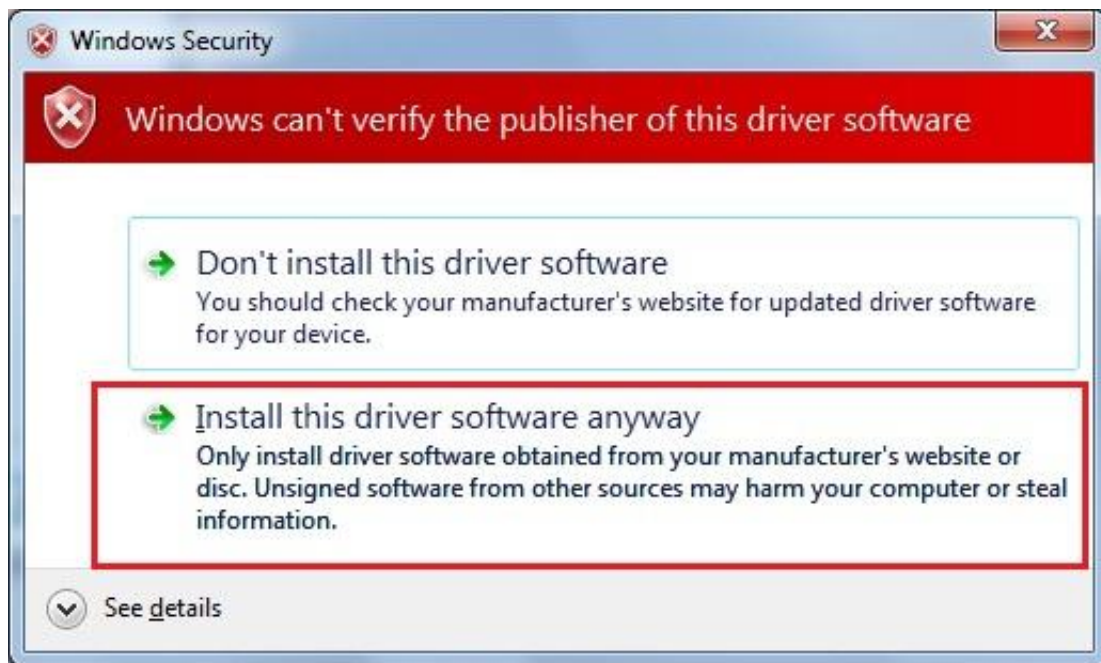 Windows Security
Windows can't verify the publisher of this driver software
Don't install this driver software
You should check your manufacturer's website for updated driver software
for your device.
Install this driver software anyway
Only install driver software obtained from your manufacturer's website or
disc. Unsigned software from other sources may harm your computer or steal
information.
See details